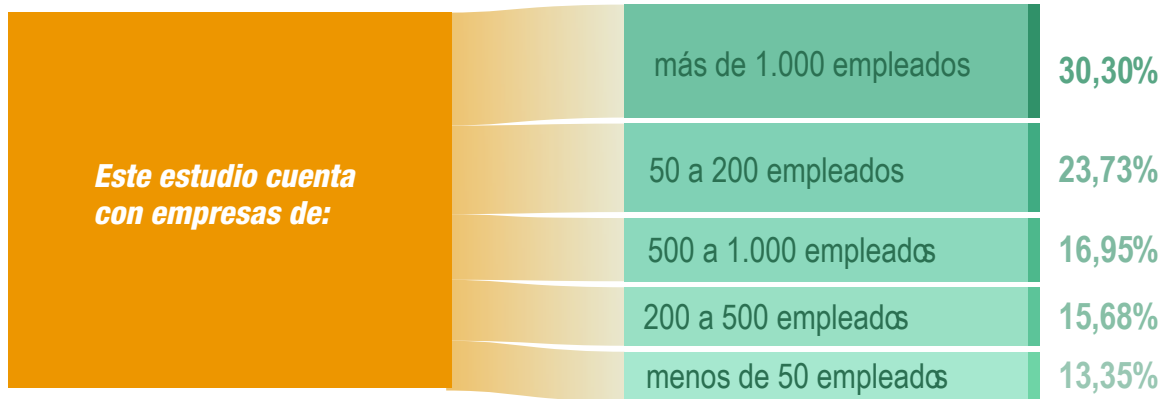 Este estudio cuenta
con empresas de:
más de 1.000 empleados
30,30%
50 a 200 empleados
23,73%
500 a 1.000 empleados
16,95%
200 a 500 empleados
15,68%
menos de 50 empleados
13,35%